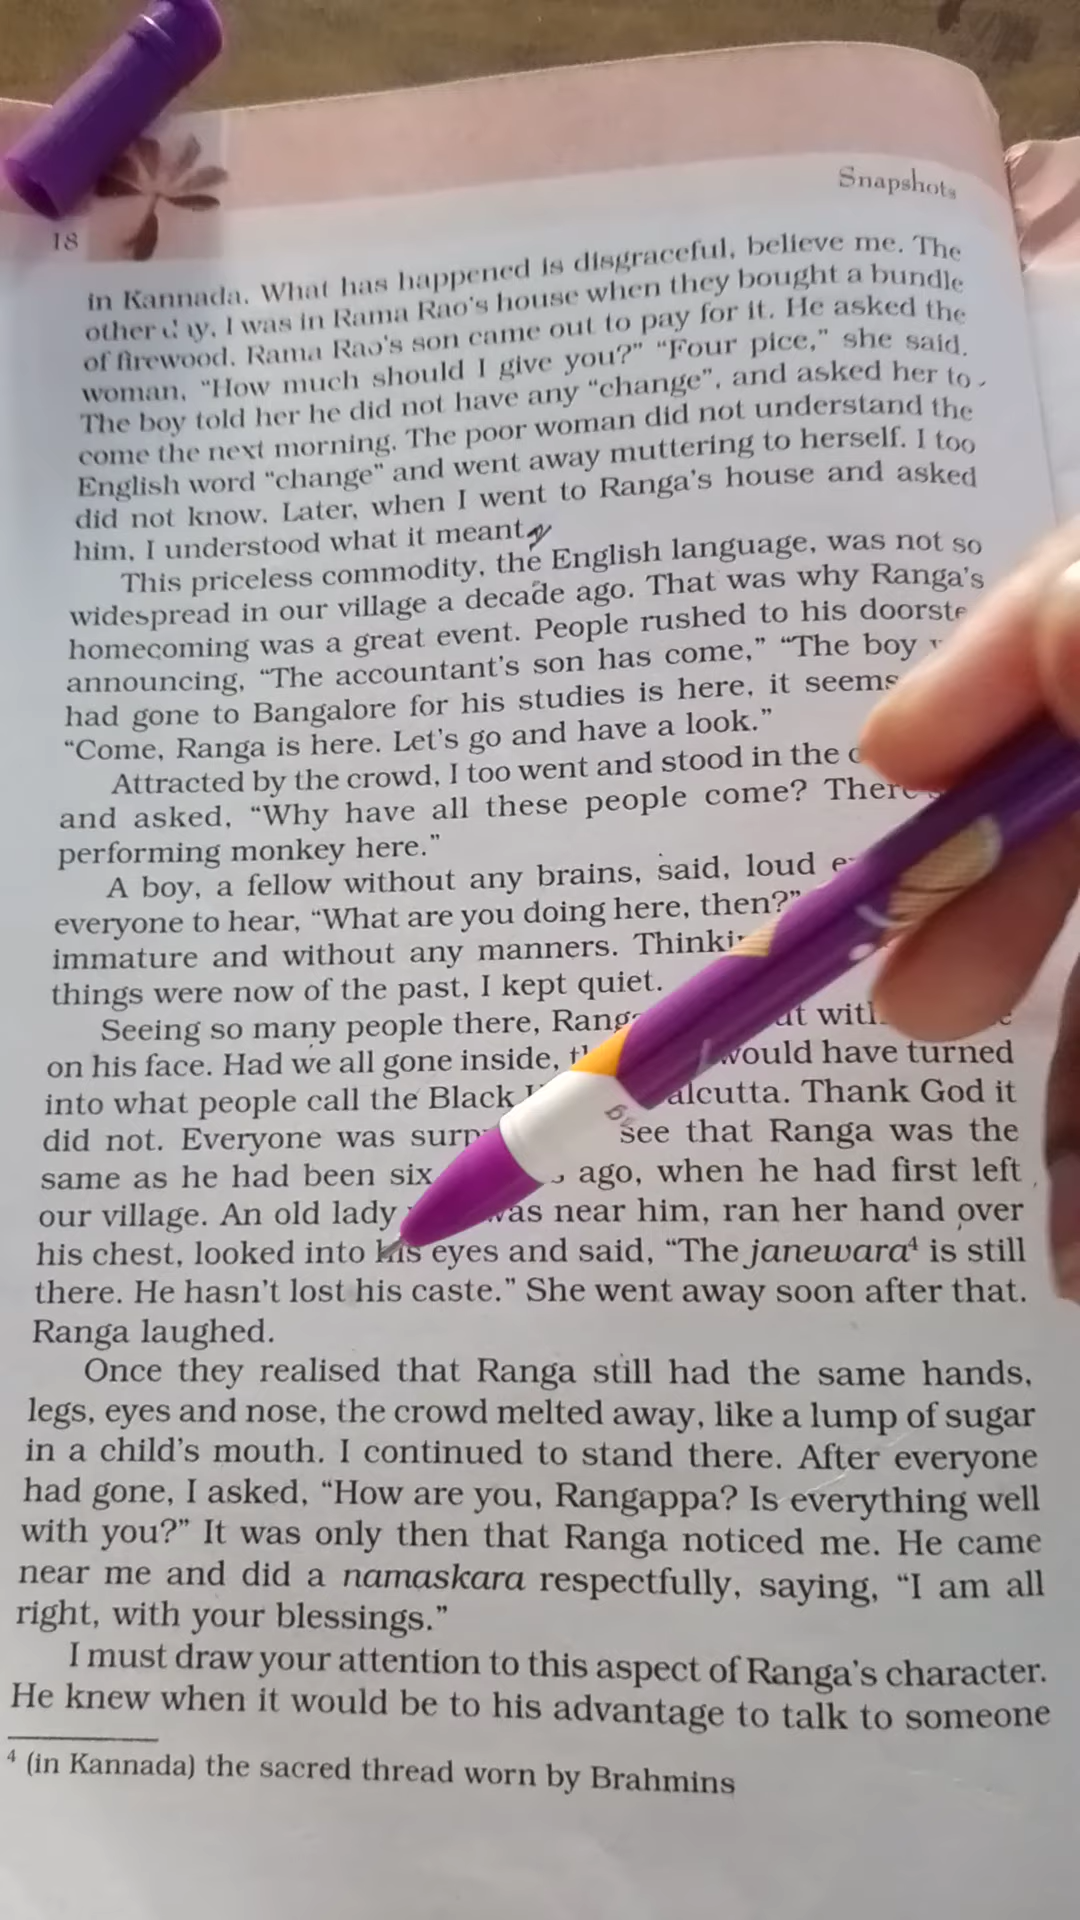 Snapshots
18
in Kannada. What has happened is disgraceful, believe me. The
other day, I was in Rama Rao's house when they bought a bundle
of firewood. Rama Rao's son came out to pay for it. He asked the
woman, “How much should I give you?” “Four pice,” she said.
The boy told her he did not have any “change”, and asked her to
come the next morning. The poor woman did not understand the
English word “change” and went away muttering to herself. I too
did not know. Later, when I went to Ranga's house and asked
him, I understood what it meant.
This priceless commodity, the English language, was not so
widespread in our village a decade ago. That was why Ranga's
homecoming was a great event. People rushed to his doorste
announcing, “The accountant's son has come,” “The boy
had gone to Bangalore for his studies is here, it seems
“Come, Ranga is here. Let's go and have a look.”
Attracted by the crowd, I too went and stood in the
and asked, “Why have all these people come? There's
performing monkey here.”
A boy, a fellow without any brains, said, loud
everyone to hear, “What are you doing here, then?”
immature and without any manners. Thinki
things were now of the past, I kept quiet.
Seeing so many people there, Ranga with
on his face. Had we all gone inside, would have turned
into what people call the Black alcutta. Thank God it
did not. Everyone was surp see that Ranga was the
same as he had been six ago, when he had first left
our village. An old lady was near him, ran her hand over
his chest, looked into his eyes and said, “The janewara⁴ is still
there. He hasn't lost his caste.” She went away soon after that.
Ranga laughed.
Once they realised that Ranga still had the same hands,
legs, eyes and nose, the crowd melted away, like a lump of sugar
in a child's mouth. I continued to stand there. After everyone
had gone, I asked, “How are you, Rangappa? Is everything well
with you?” It was only then that Ranga noticed me. He came
near me and did a namaskara respectfully, saying, “I am all
right, with your blessings.”
I must draw your attention to this aspect of Ranga's character.
He knew when it would be to his advantage to talk to someone
⁴ (in Kannada) the sacred thread worn by Brahmins